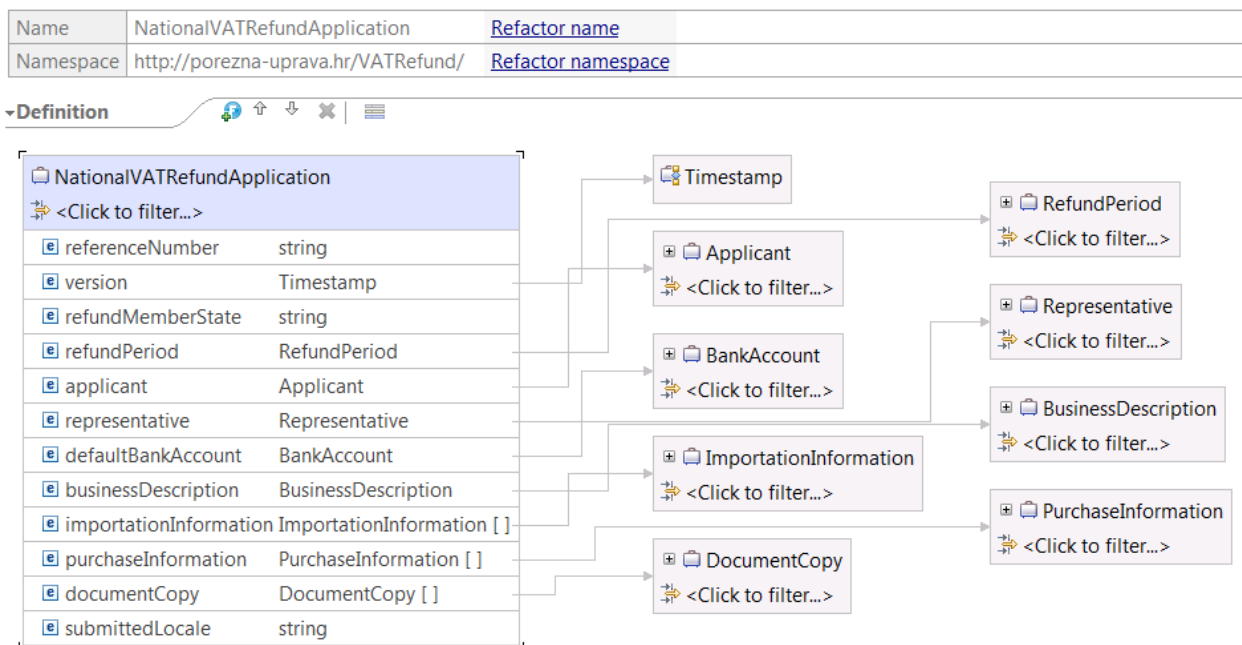 Name NationalVATRefundApplication Refactor name
Namespace http://porezna-uprava.hr/VATRefund/ Refactor namespace
Definition
NationalVATRefundApplication
<Click to filter...>
referenceNumber string
version Timestamp
refundMemberState string
refundPeriod RefundPeriod
applicant Applicant
representative Representative
defaultBankAccount BankAccount
businessDescription BusinessDescription
importationInformation ImportationInformation [ ]
purchaseInformation PurchaseInformation [ ]
documentCopy DocumentCopy [ ]
submittedLocale string
Timestamp
Applicant
<Click to filter...>
BankAccount
<Click to filter...>
ImportationInformation
<Click to filter...>
DocumentCopy
<Click to filter...>
RefundPeriod
<Click to filter...>
Representative
<Click to filter...>
BusinessDescription
<Click to filter...>
PurchaseInformation
<Click to filter...>